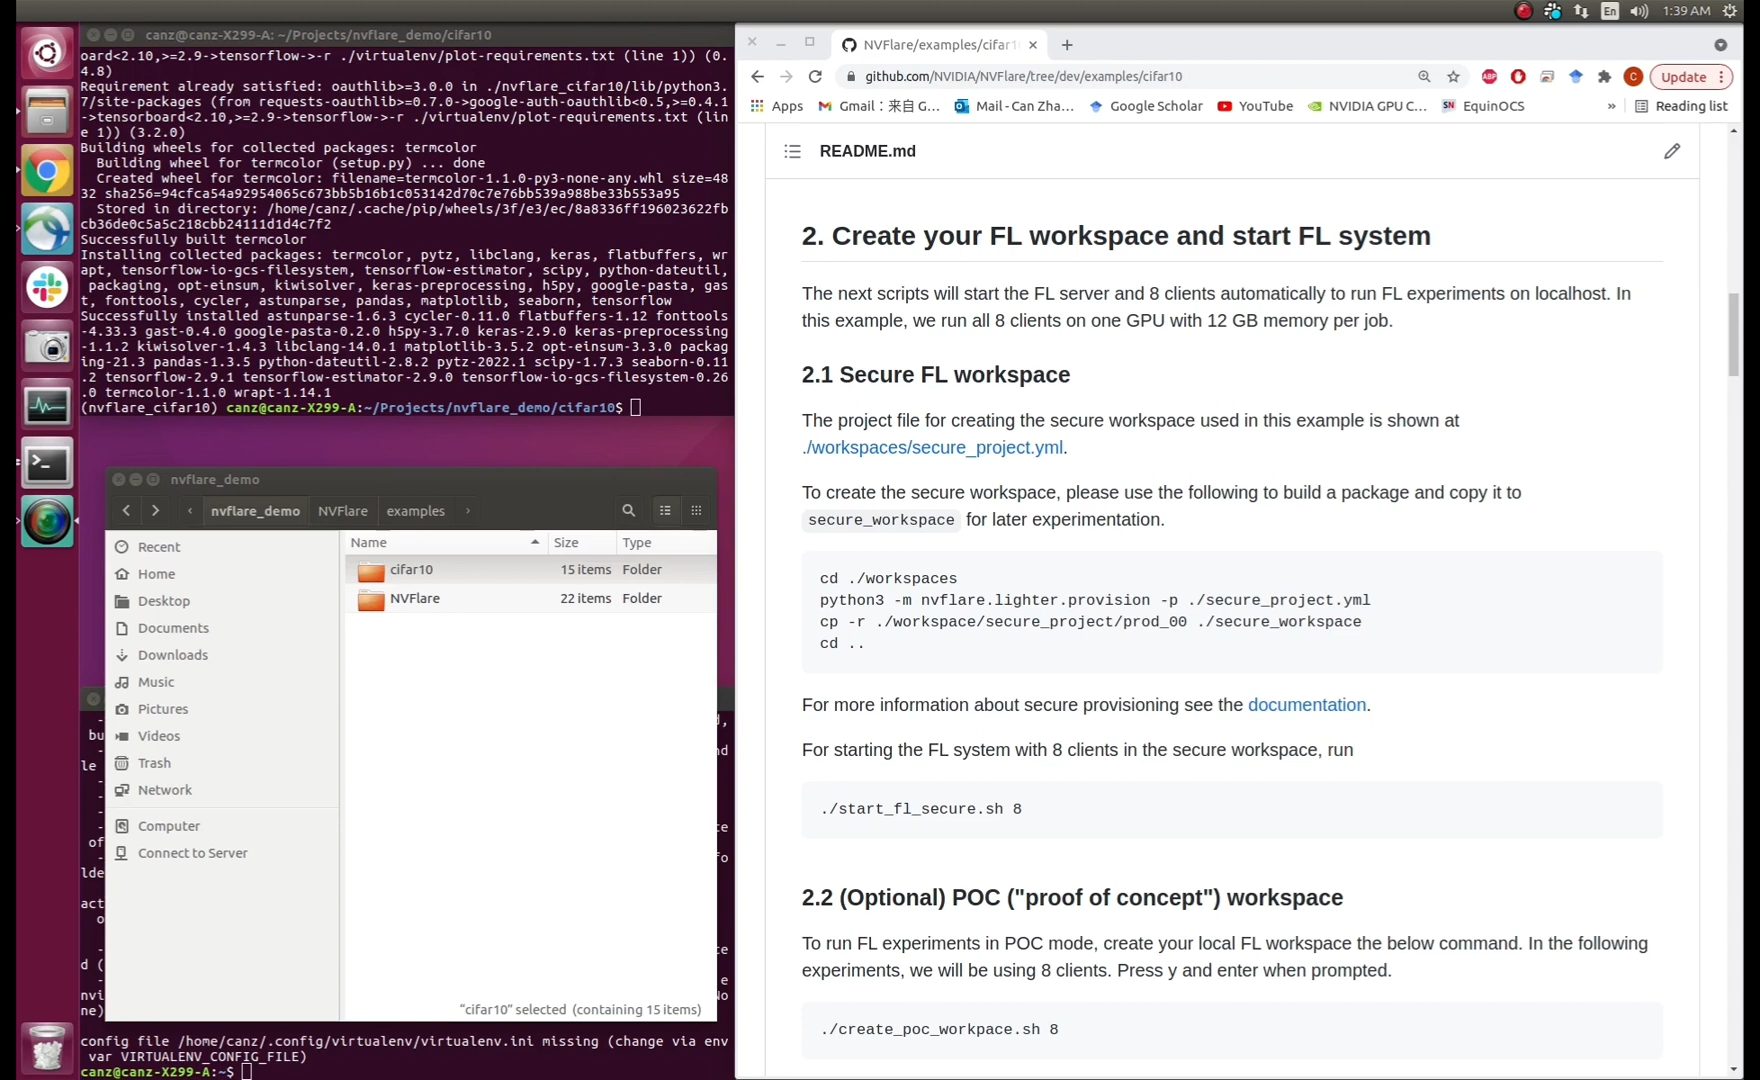 En
1:39 AM
canz@canz-X299-A: ~/Projects/nvflare_demo/cifar10
oard<2.10,>=2.9->tensorflow->-r ./virtualenv/plot-requirements.txt (line 1)) (0.
4.8)
Requirement already satisfied: oauthlib>=3.0.0 in ./nvflare_cifar10/lib/python3.
7/site-packages (from requests-oauthlib>=0.7.0->google-auth-oauthlib<0.5,>=0.4.1
->tensorboard<2.10,>=2.9->tensorflow->-r ./virtualenv/plot-requirements.txt (lin
e 1)) (3.2.0)
Building wheels for collected packages: termcolor
Building wheel for termcolor (setup.py) ... done
Created wheel for termcolor: filename=termcolor-1.1.0-py3-none-any.whl size=48
32 sha256=94cfca54a92954065c673bb5b16b1c053142d70c7e76bb539a988be33b553a95
Stored in directory: /home/canz/.cache/pip/wheels/3f/e3/ec/8a8336ff196023622fb
cb36de0c5a5c218cbb24111d1d4c7f2
Successfully built termcolor
Installing collected packages: termcolor, pytz, libclang, keras, flatbuffers, wr
apt, tensorflow-io-gcs-filesystem, tensorflow-estimator, scipy, python-dateutil,
packaging, opt-einsum, kiwisolver, keras-preprocessing, h5py, google-pasta, gas
t, fonttools, cycler, astunparse, pandas, matplotlib, seaborn, tensorflow
Successfully installed astunparse-1.6.3 cycler-0.11.0 flatbuffers-1.12 fonttools
-4.33.3 gast-0.4.0 google-pasta-0.2.0 h5py-3.7.0 keras-2.9.0 keras-preprocessing
-1.1.2 kiwisolver-1.4.3 libclang-14.0.1 matplotlib-3.5.2 opt-einsum-3.3.0 packag
ing-21.3 pandas-1.3.5 python-dateutil-2.8.2 pytz-2022.1 scipy-1.7.3 seaborn-0.11
.2 tensorflow-2.9.1 tensorflow-estimator-2.9.0 tensorflow-io-gcs-filesystem-0.26
.0 termcolor-1.1.0 wrapt-1.14.1
(nvflare_cifar10) canz@canz-X299-A:~/Projects/nvflare_demo/cifar10$
nvflare_demo
nvflare_demo NVFlare examples
Name Size Type
Recent
Home
Desktop
Documents
Downloads
Music
Pictures
Videos
Trash
Network
Computer
Connect to Server
cifar10 15 items Folder
NVFlare 22 items Folder
"cifar10" selected (containing 15 items)
d,
bu
nd
le
te
of
fo
lde
act
o
te
d (
e
nvi
No
ne)
config file /home/canz/.config/virtualenv/virtualenv.ini missing (change via env
var VIRTUALENV_CONFIG_FILE)
canz@canz-X299-A:~$
NVFlare/examples/cifar1
github.com/NVIDIA/NVFlare/tree/dev/examples/cifar10
ABP
C
Update
Apps
Gmail：来自 G...
Mail - Can Zha...
Google Scholar
YouTube
NVIDIA GPU C...
SN EquinOCS
»
Reading list
README.md
2. Create your FL workspace and start FL system
The next scripts will start the FL server and 8 clients automatically to run FL experiments on localhost. In
this example, we run all 8 clients on one GPU with 12 GB memory per job.
2.1 Secure FL workspace
The project file for creating the secure workspace used in this example is shown at
./workspaces/secure_project.yml.
To create the secure workspace, please use the following to build a package and copy it to
secure_workspace for later experimentation.
cd ./workspaces
python3 -m nvflare.lighter.provision -p ./secure_project.yml
cp -r ./workspace/secure_project/prod_00 ./secure_workspace
cd ..
For more information about secure provisioning see the documentation.
For starting the FL system with 8 clients in the secure workspace, run
./start_fl_secure.sh 8
2.2 (Optional) POC ("proof of concept") workspace
To run FL experiments in POC mode, create your local FL workspace the below command. In the following
experiments, we will be using 8 clients. Press y and enter when prompted.
./create_poc_workpace.sh 8